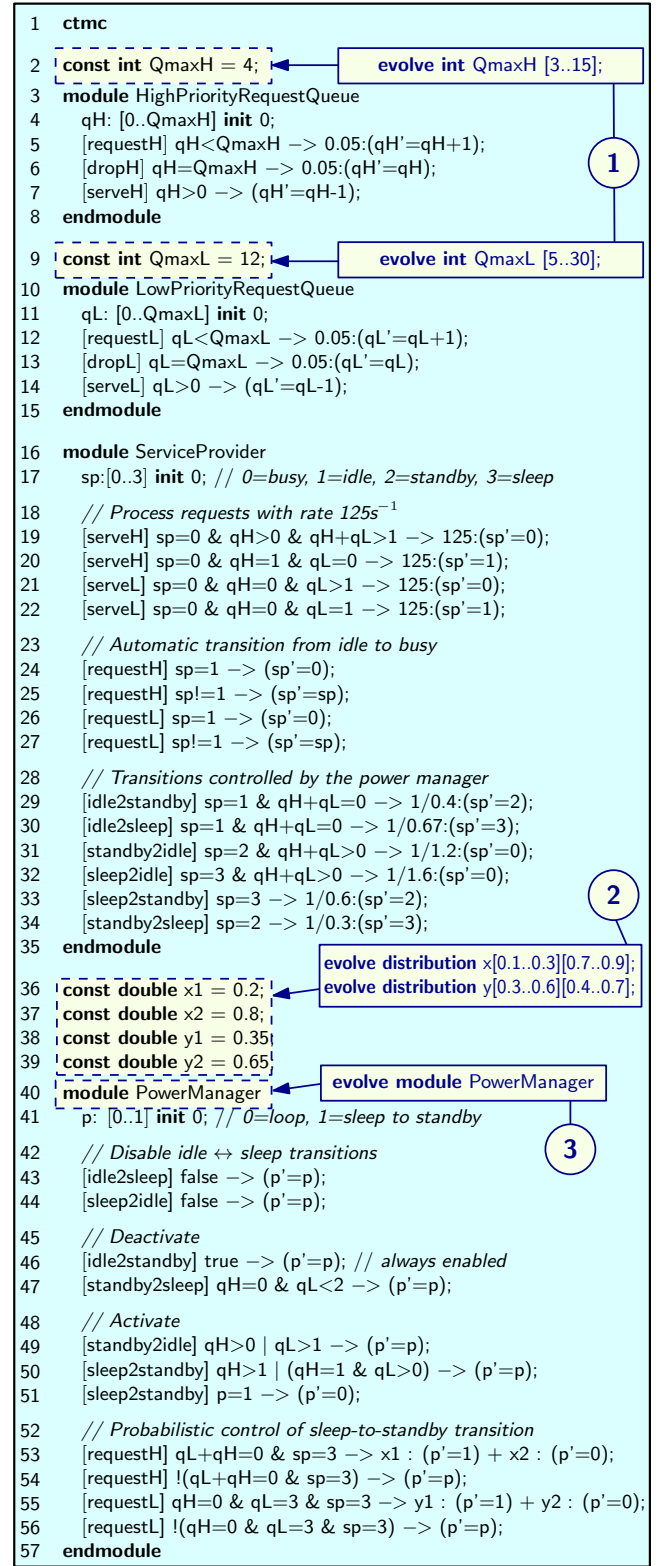 1 ctmc
2 const int QmaxH = 4;
evolve int QmaxH [3..15];
3 module HighPriorityRequestQueue
4 qH: [0..QmaxH] init 0;
5 [requestH] qH<QmaxH −> 0.05:(qH'=qH+1);
6 [dropH] qH=QmaxH −> 0.05:(qH'=qH);
7 [serveH] qH>0 −> (qH'=qH-1);
8 endmodule
1
9 const int QmaxL = 12;
evolve int QmaxL [5..30];
10 module LowPriorityRequestQueue
11 qL: [0..QmaxL] init 0;
12 [requestL] qL<QmaxL −> 0.05:(qL'=qL+1);
13 [dropL] qL=QmaxL −> 0.05:(qL'=qL);
14 [serveL] qL>0 −> (qL'=qL-1);
15 endmodule
16 module ServiceProvider
17 sp:[0..3] init 0; // 0=busy, 1=idle, 2=standby, 3=sleep
18 // Process requests with rate 125s⁻¹
19 [serveH] sp=0 & qH>0 & qH+qL>1 −> 125:(sp'=0);
20 [serveH] sp=0 & qH=1 & qL=0 −> 125:(sp'=1);
21 [serveL] sp=0 & qH=0 & qL>1 −> 125:(sp'=0);
22 [serveL] sp=0 & qH=0 & qL=1 −> 125:(sp'=1);
23 // Automatic transition from idle to busy
24 [requestH] sp=1 −> (sp'=0);
25 [requestH] sp!=1 −> (sp'=sp);
26 [requestL] sp=1 −> (sp'=0);
27 [requestL] sp!=1 −> (sp'=sp);
28 // Transitions controlled by the power manager
29 [idle2standby] sp=1 & qH+qL=0 −> 1/0.4:(sp'=2);
30 [idle2sleep] sp=1 & qH+qL=0 −> 1/0.67:(sp'=3);
31 [standby2idle] sp=2 & qH+qL>0 −> 1/1.2:(sp'=0);
32 [sleep2idle] sp=3 & qH+qL>0 −> 1/1.6:(sp'=0);
33 [sleep2standby] sp=3 −> 1/0.6:(sp'=2);
34 [standby2sleep] sp=2 −> 1/0.3:(sp'=3);
35 endmodule
2
evolve distribution x[0.1..0.3][0.7..0.9];
evolve distribution y[0.3..0.6][0.4..0.7];
36 const double x1 = 0.2;
37 const double x2 = 0.8;
38 const double y1 = 0.35;
39 const double y2 = 0.65;
40 module PowerManager
evolve module PowerManager
3
41 p: [0..1] init 0; // 0=loop, 1=sleep to standby
42 // Disable idle ↔ sleep transitions
43 [idle2sleep] false −> (p'=p);
44 [sleep2idle] false −> (p'=p);
45 // Deactivate
46 [idle2standby] true −> (p'=p); // always enabled
47 [standby2sleep] qH=0 & qL<2 −> (p'=p);
48 // Activate
49 [standby2idle] qH>0 | qL>1 −> (p'=p);
50 [sleep2standby] qH>1 | (qH=1 & qL>0) −> (p'=p);
51 [sleep2standby] p=1 −> (p'=0);
52 // Probabilistic control of sleep-to-standby transition
53 [requestH] qL+qH=0 & sp=3 −> x1 : (p'=1) + x2 : (p'=0);
54 [requestH] !(qL+qH=0 & sp=3) −> (p'=p);
55 [requestL] qH=0 & qL=3 & sp=3 −> y1 : (p'=1) + y2 : (p'=0);
56 [requestL] !(qH=0 & qL=3 & sp=3) −> (p'=p);
57 endmodule